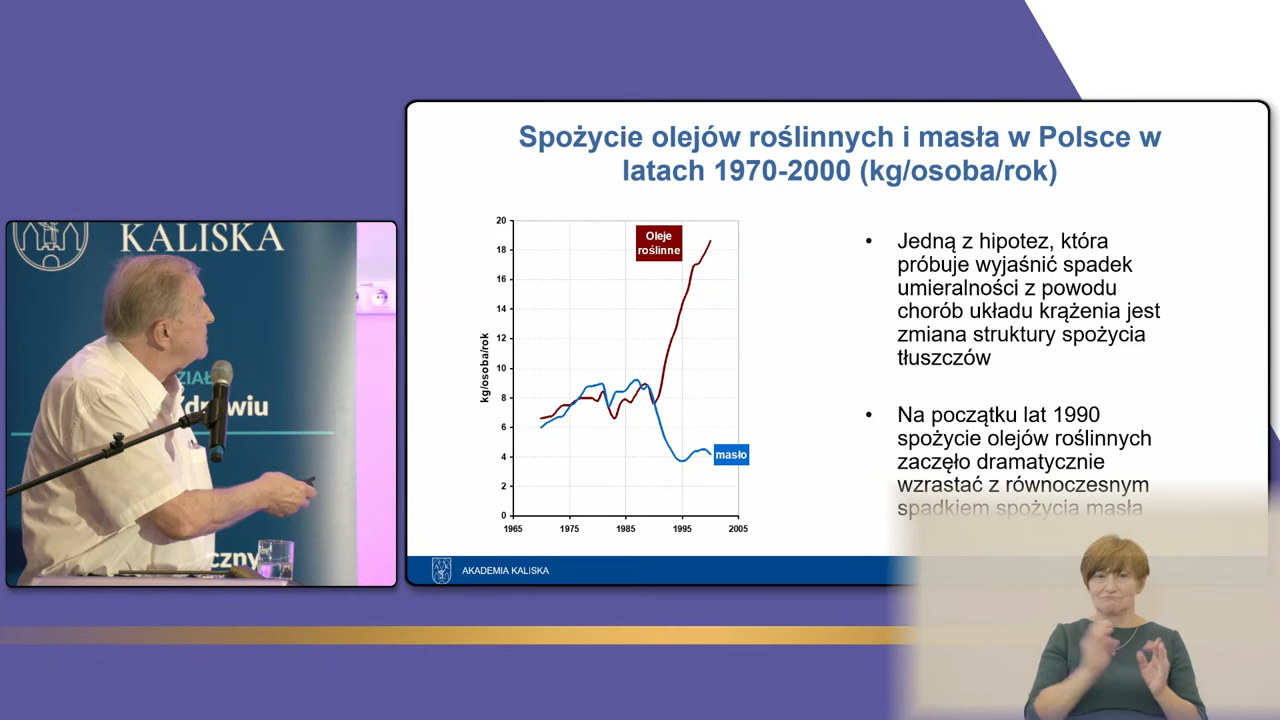 KALISKA
DZIAŁ
zdrowiu
czny
Spożycie olejów roślinnych i masła w Polsce w
latach 1970-2000 (kg/osoba/rok)
kg/osoba/rok
20
18
16
14
12
10
8
6
4
2
0
1965 1975 1985 1995 2005
Oleje
roślinne
masło
• Jedną z hipotez, która
próbuje wyjaśnić spadek
umieralności z powodu
chorób układu krążenia jest
zmiana struktury spożycia
tłuszczów
• Na początku lat 1990
spożycie olejów roślinnych
zaczęło dramatycznie
wzrastać z równoczesnym
spadkiem spożycia masła
AKADEMIA KALISKA